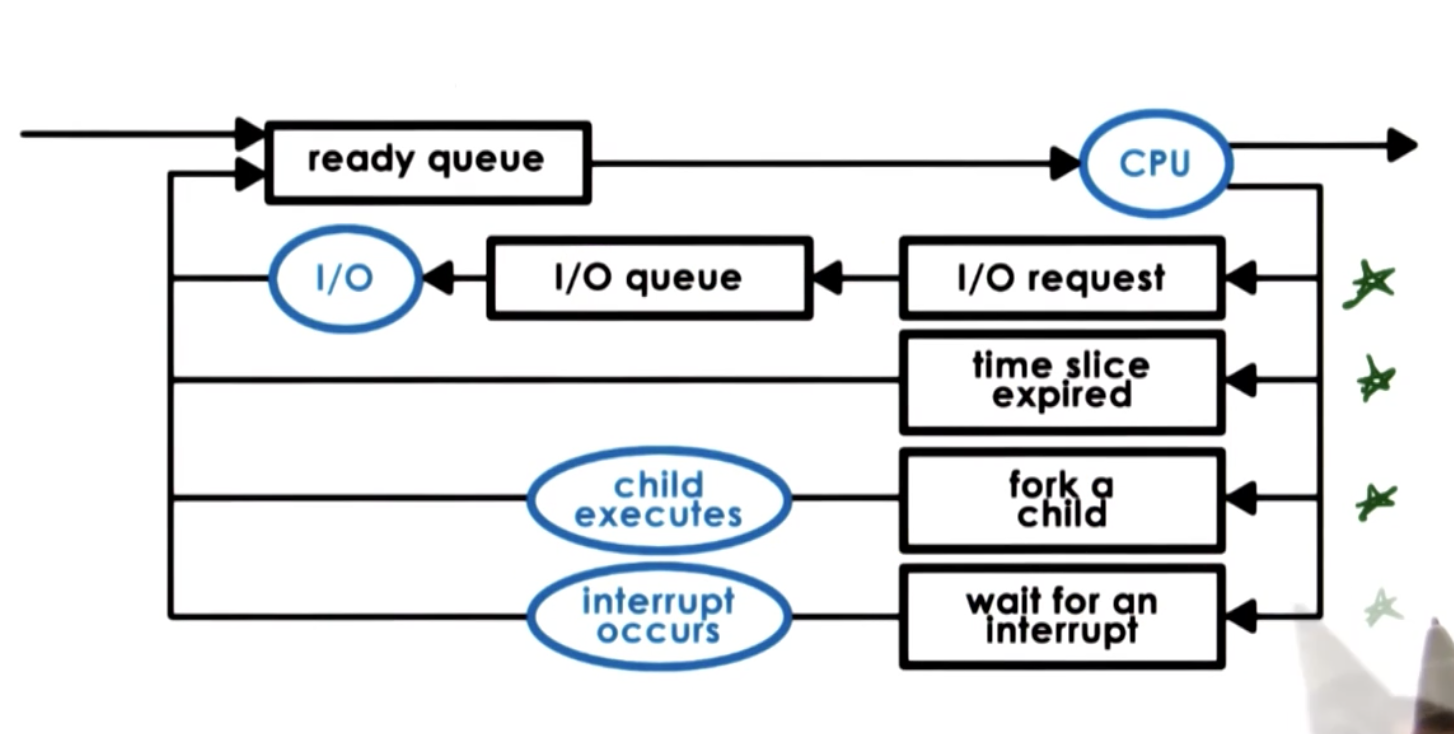 ready queue
CPU
I/O
I/O queue
I/O request
time slice
expired
child
executes
fork a
child
interrupt
occurs
wait for an
interrupt